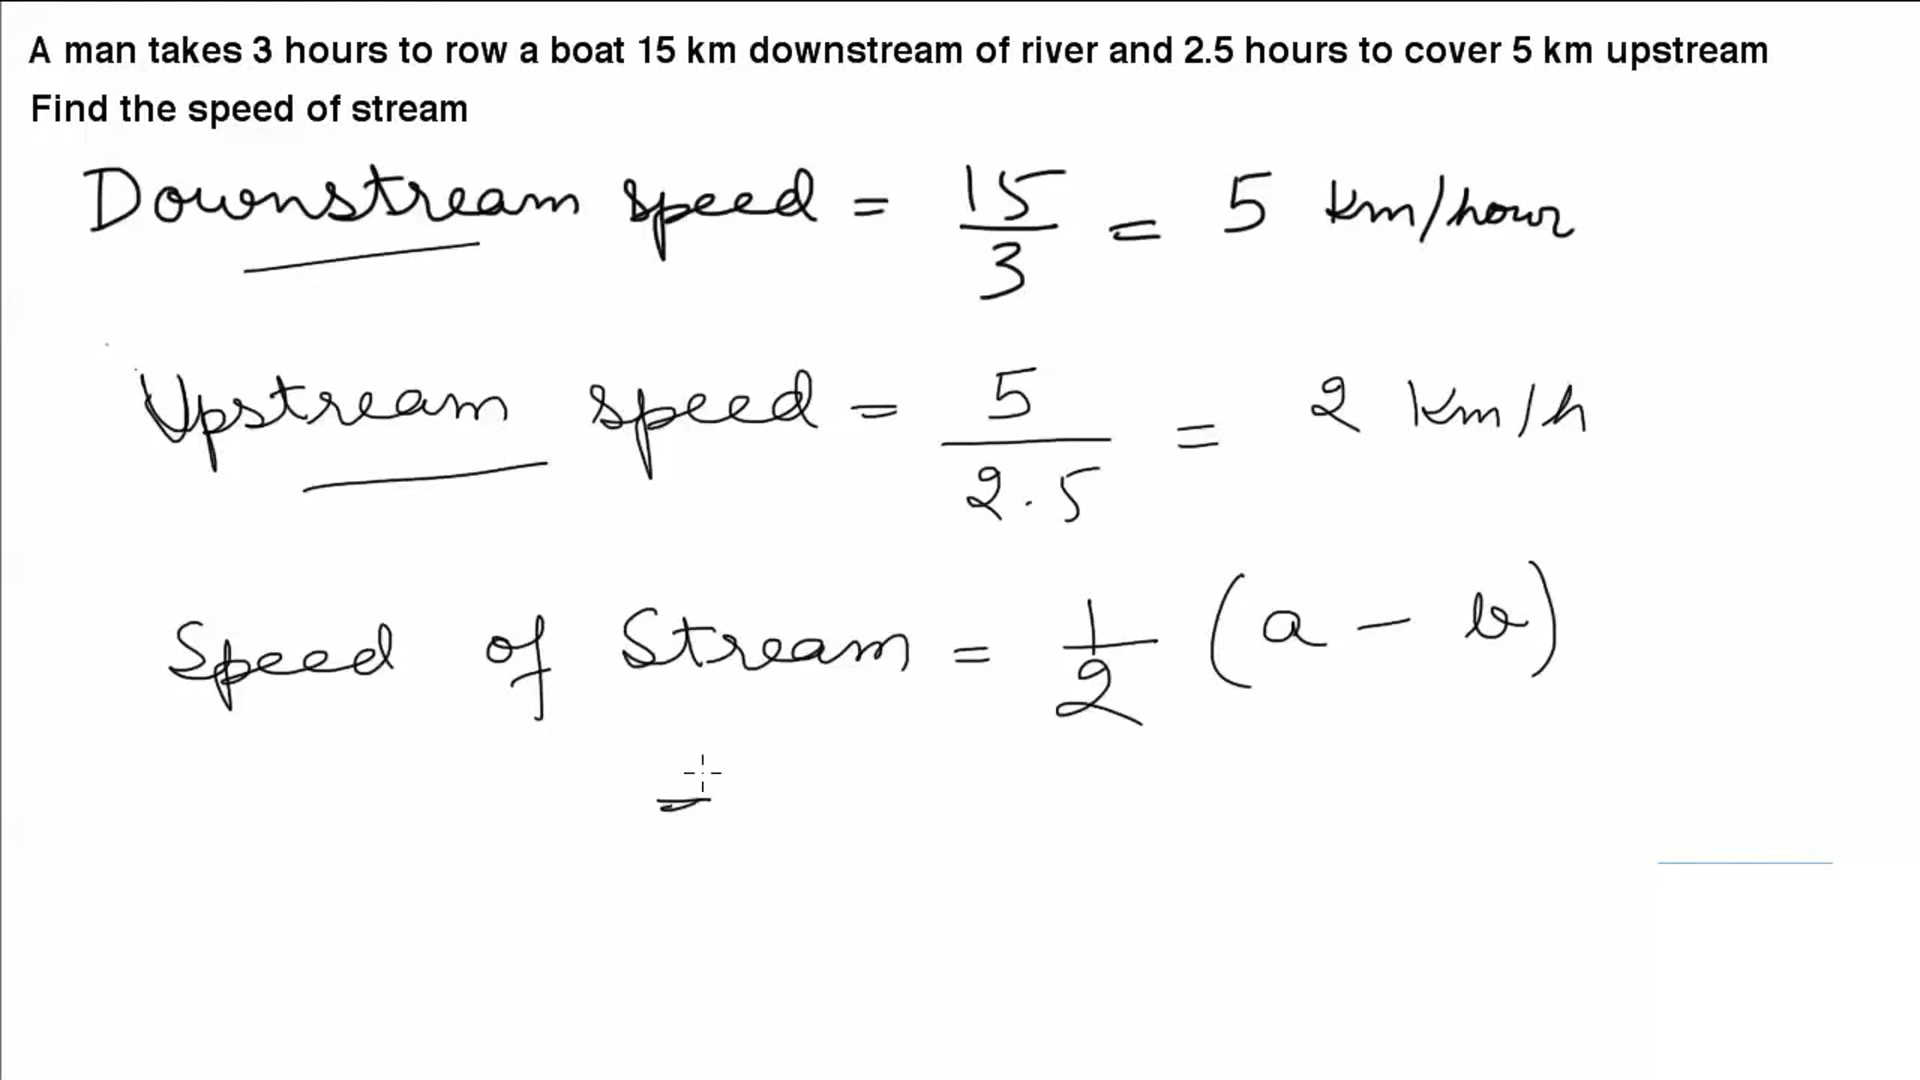 A man takes 3 hours to row a boat 15 km downstream of river and 2.5 hours to cover 5 km upstream
Find the speed of stream
Downstream speed = 15/3 = 5 km/hour
Upstream speed = 5/2.5 = 2 km/h
Speed of Stream = 1/2 (a - b)
=